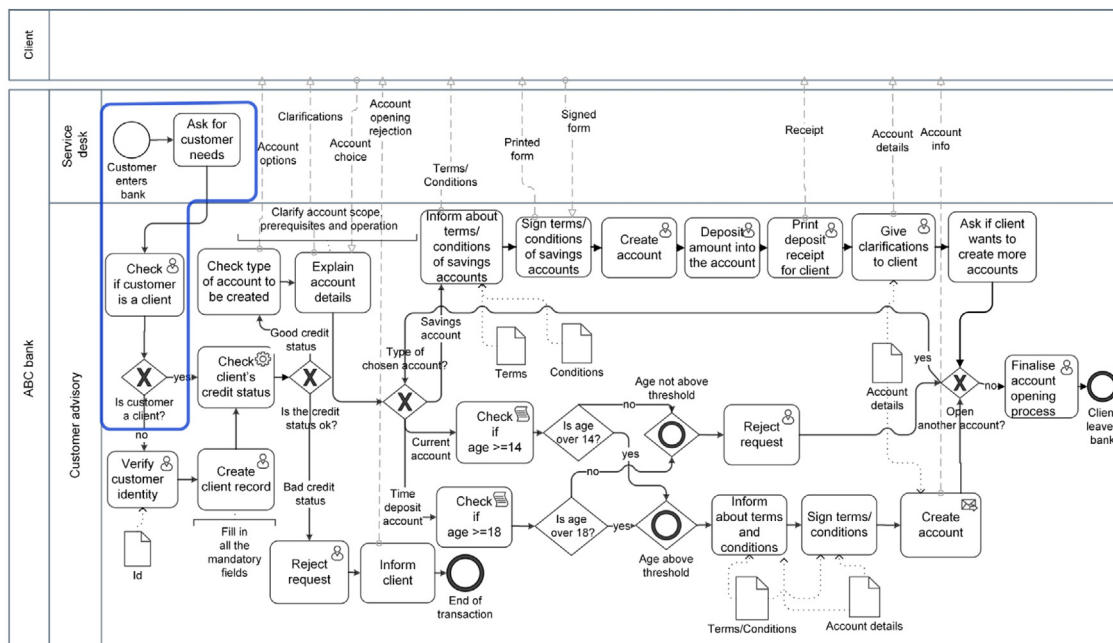 Client
ABC bank
Service
desk
Customer advisory
Customer
enters
bank
Ask for
customer
needs
Account
options
Clarifications
Account
choice
Account
opening
rejection
Terms/
Conditions
Printed
form
Signed
form
Receipt
Account
details
Account
info
Clarify account scope,
prerequisites and operation
Check
if customer
is a client
Check type
of account to
be created
Explain
account
details
Inform about
terms/
conditions
of savings
accounts
Sign terms/
conditions
of savings
accounts
Create
account
Deposit
amount into
the account
Print
deposit
receipt
for client
Give
clarifications
to client
Ask if client
wants to
create more
accounts
Good credit
status
Savings
account
Type of
chosen account?
Terms
Conditions
Account
details
yes
X
Is customer
a client?
yes
no
Check
client's
credit status
X
Is the credit
status ok?
X
Age not above
threshold
X
no
Open
another account?
Finalise
account
opening
process
Client
leaves
bank
Current
account
Check
if
age >=14
Is age
over 14?
no
yes
Reject
request
Verify
customer
identity
Create
client record
Bad credit
status
Time
deposit
account
Check
if
age >=18
Is age
over 18?
no
yes
Age above
threshold
Inform
about terms
and
conditions
Sign terms/
conditions
Create
account
Id
Fill in
all the
mandatory
fields
Reject
request
Inform
client
End of
transaction
Terms/Conditions
Account details